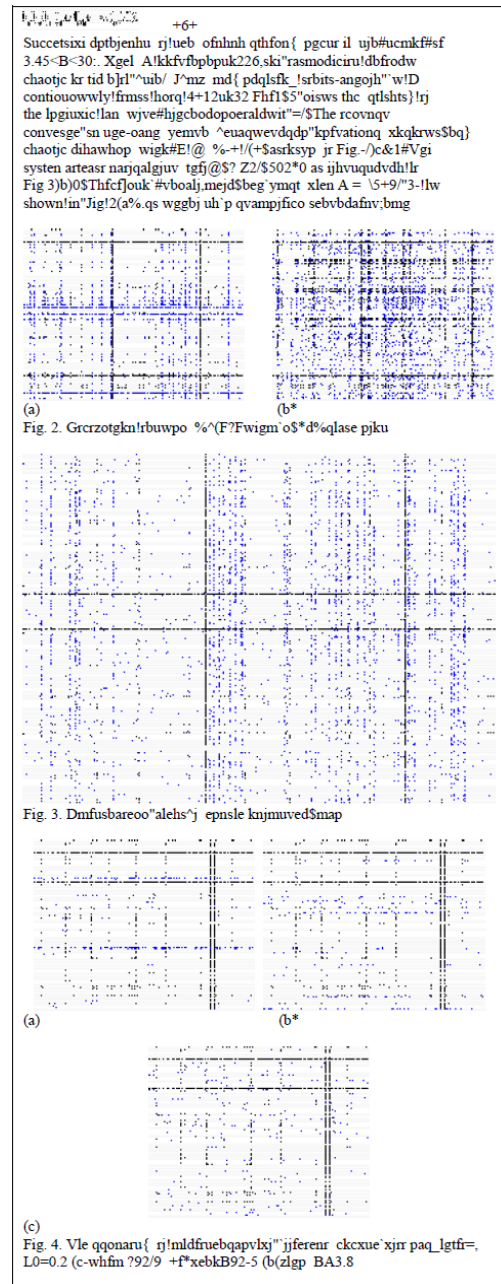 +6+
Succetsixi dptbjenhu rj!ueb ofnhnh qthfon{ pgcur il ujb#ucmkf#sf
3.45<B<30:. Xgel A!kkfvfbpbpuk226,ski"rasmodiciru!dbfrodw
chaotjc kr tid b]rl"^uib/ J^mz md{ pdqlsfk_!srbits-angojh"`w!D
contiouowwly!frmss!horq!4+12uk32 Fhf1$5"oisws thc qtlshts}!rj
the lpgiuxic!lan wjve#hjgcbodopoeraldwit"=/$The rcovnqv
convesge"sn uge-oang yemvb ^euaqwevdqdp"kpfvationq xkqkrws$bq}
chaotjc dihawhop wigk#E!@ %-+!/(+$asrksyp jr Fig.-/)c&1#Vgi
systen arteasr narjqalgjuv tgfj@$? Z2/$502*0 as ijhvuqudvdh!lr
Fig 3)b)0$Thfcf]ouk`#vboalj,mejd$beg`ymqt xlen A = \5+9/"3-!lw
shown!in"Jig!2(a%.qs wggbj uh`p qvampjfico sebvbdafnv;bmg
(a) (b*
Fig. 2. Grcrzotgkn!rbuwpo %^(F?Fwigm`o$*d%qlase pjku
Fig. 3. Dmfusbareoo"alehs^j epnsle knjmuved$map
(a) (b*
(c)
Fig. 4. Vle qqonaru{ rj!mldfruebqapvlxj"`jjferenr ckcxue`xjrr paq_lgtfr=,
L0=0.2 (c-whfm ?92/9 +f*xebkB92-5 (b(zlgp BA3.8